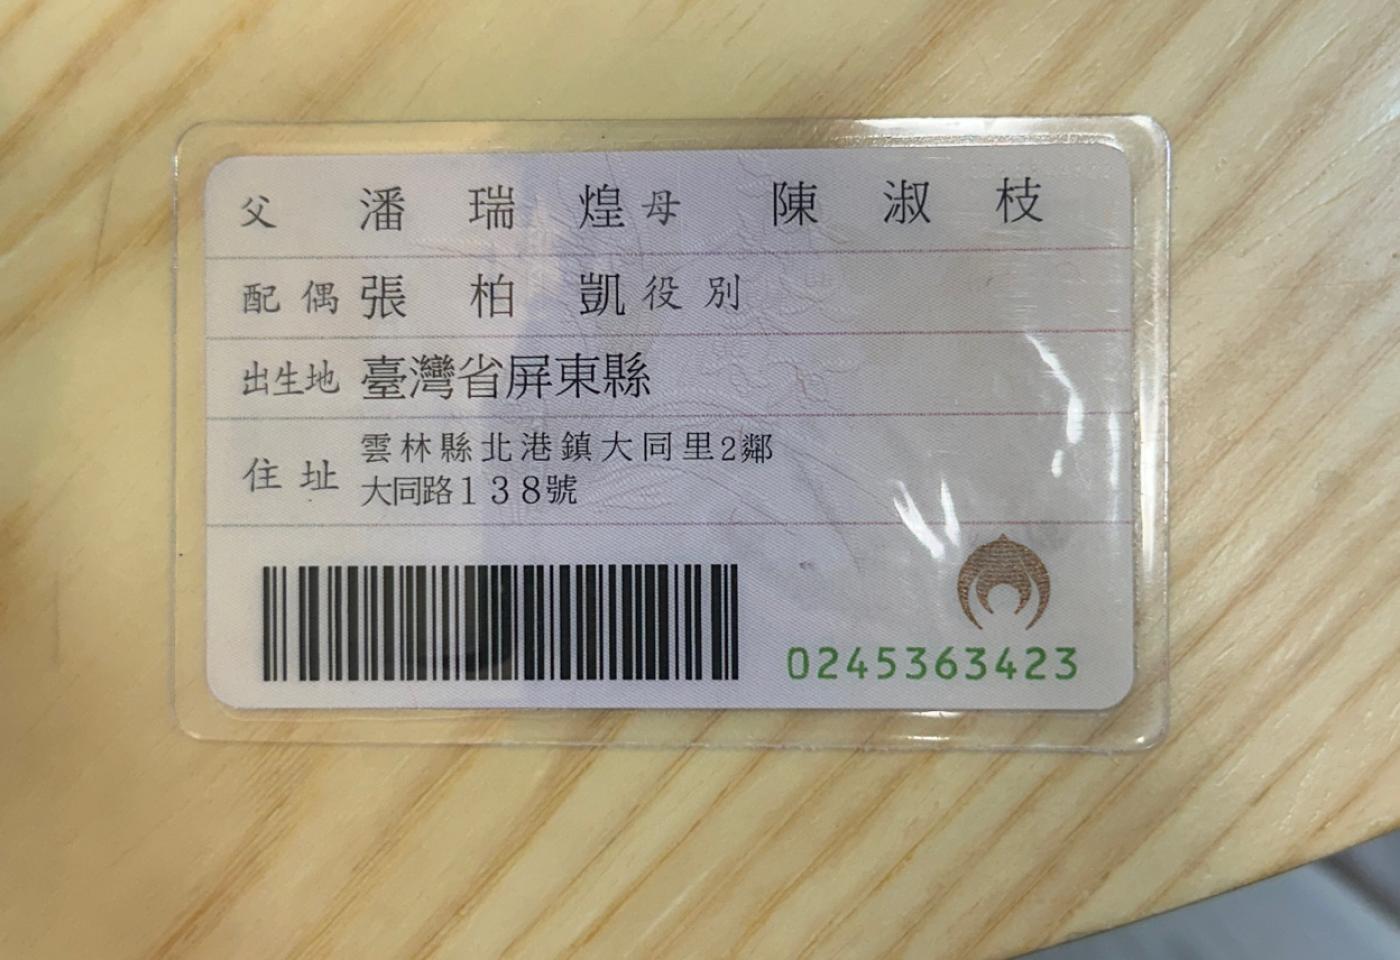 父 潘瑞煌 母 陳淑枝
配偶 張柏凱 役別
出生地 臺灣省屏東縣
住址 雲林縣北港鎮大同里2鄰
大同路138號
0245363423